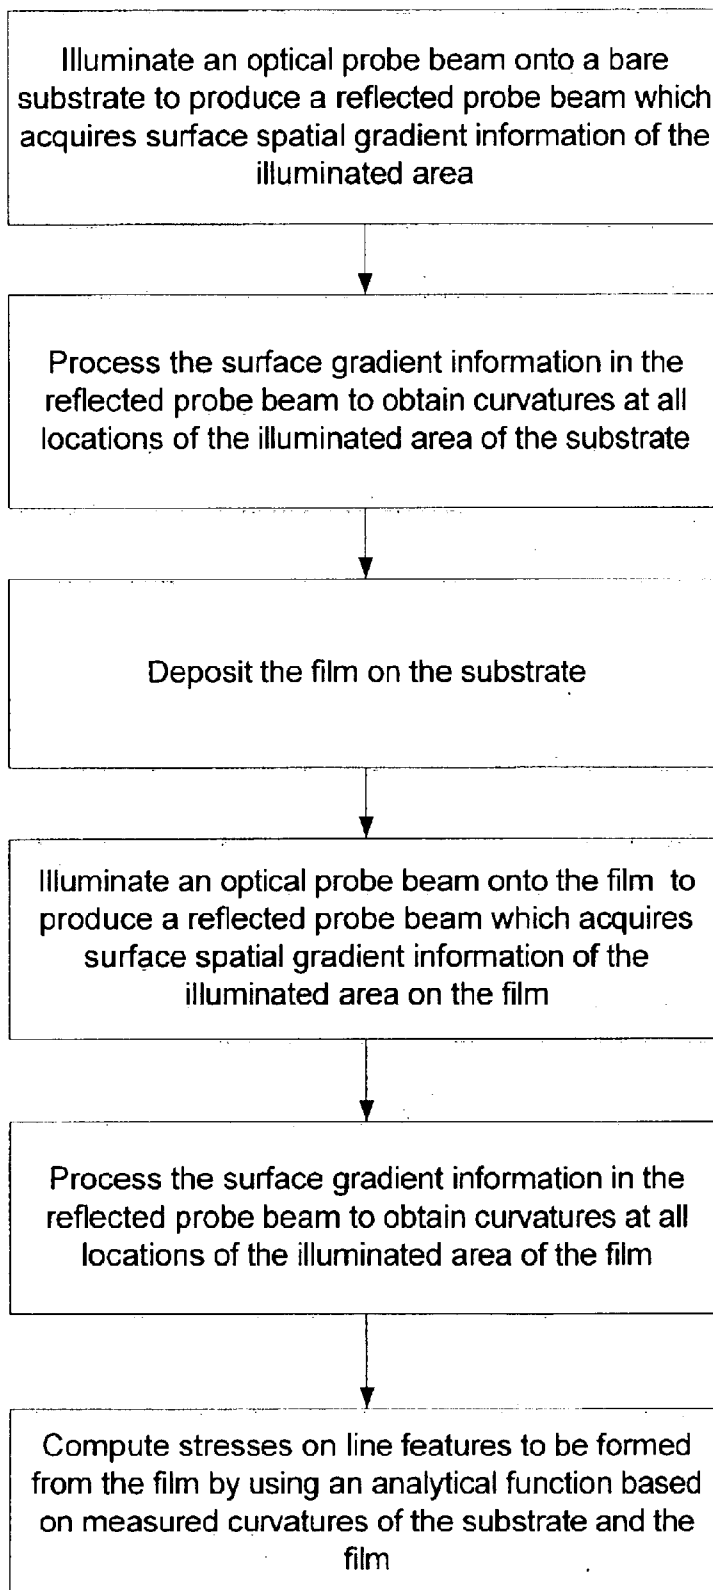 Illuminate an optical probe beam onto a bare
substrate to produce a reflected probe beam which
acquires surface spatial gradient information of the
illuminated area
Process the surface gradient information in the
reflected probe beam to obtain curvatures at all
locations of the illuminated area of the substrate
Deposit the film on the substrate
Illuminate an optical probe beam onto the film to
produce a reflected probe beam which acquires
surface spatial gradient information of the
illuminated area on the film
Process the surface gradient information in the
reflected probe beam to obtain curvatures at all
locations of the illuminated area of the film
Compute stresses on line features to be formed
from the film by using an analytical function based
on measured curvatures of the substrate and the
film